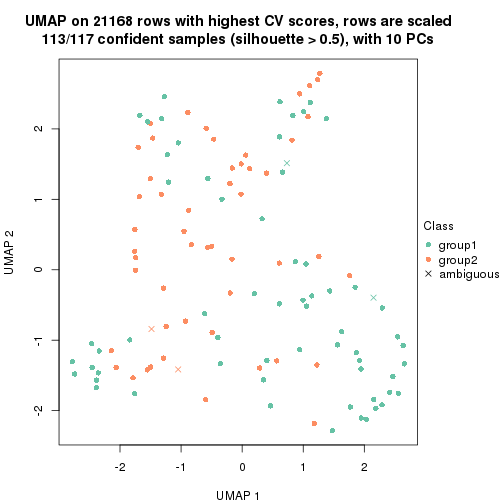 UMAP on 21168 rows with highest CV scores, rows are scaled
113/117 confident samples (silhouette > 0.5), with 10 PCs
2
1
0
-1
-2
UMAP 2
-2
-1
0
1
2
UMAP 1
Class
group1
group2
ambiguous